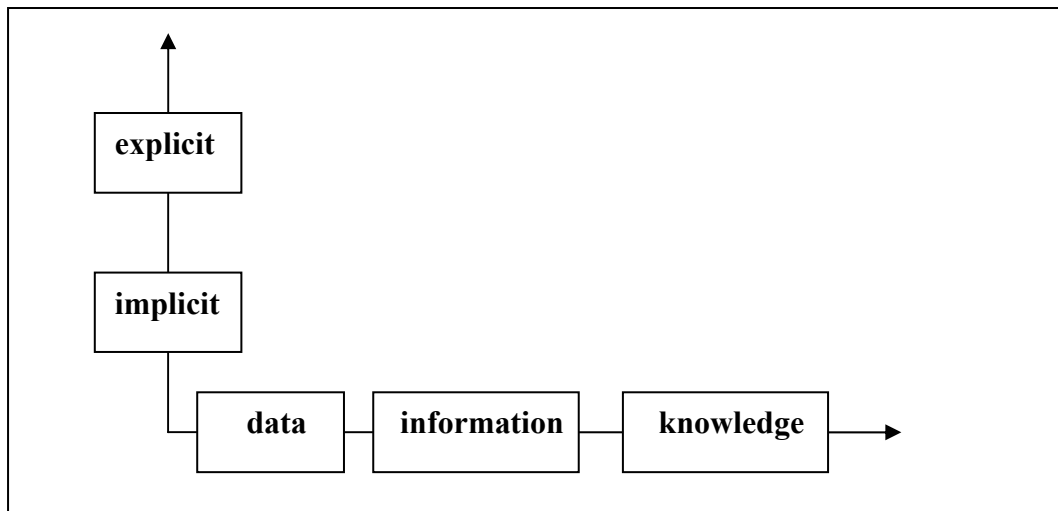 explicit
implicit
data information knowledge